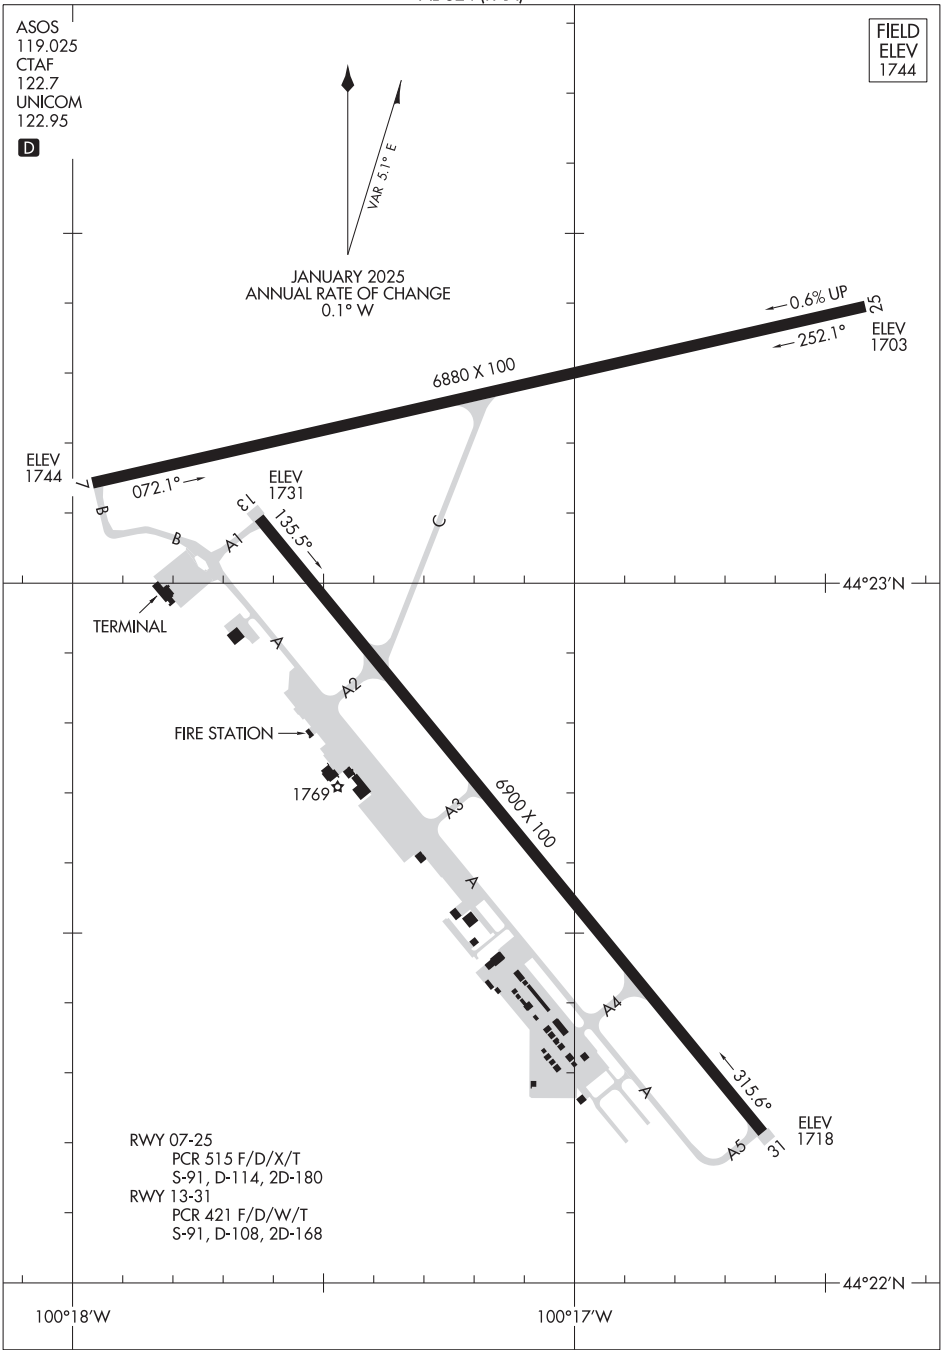 ASOS
119.025
CTAF
122.7
UNICOM
122.95
D
FIELD
ELEV
1744
VAR 5.1° E
JANUARY 2025
ANNUAL RATE OF CHANGE
0.1° W
0.6% UP
25
252.1°
ELEV
1703
6880 X 100
ELEV
1744
7
072.1°
ELEV
1731
13
135.5°
B
B
A1
C
44°23'N
TERMINAL
A
A2
FIRE STATION
1769
A3
6900 X 100
A
A4
A
315.6°
ELEV
1718
31
A5
RWY 07-25
PCR 515 F/D/X/T
S-91, D-114, 2D-180
RWY 13-31
PCR 421 F/D/W/T
S-91, D-108, 2D-168
44°22'N
100°18'W
100°17'W